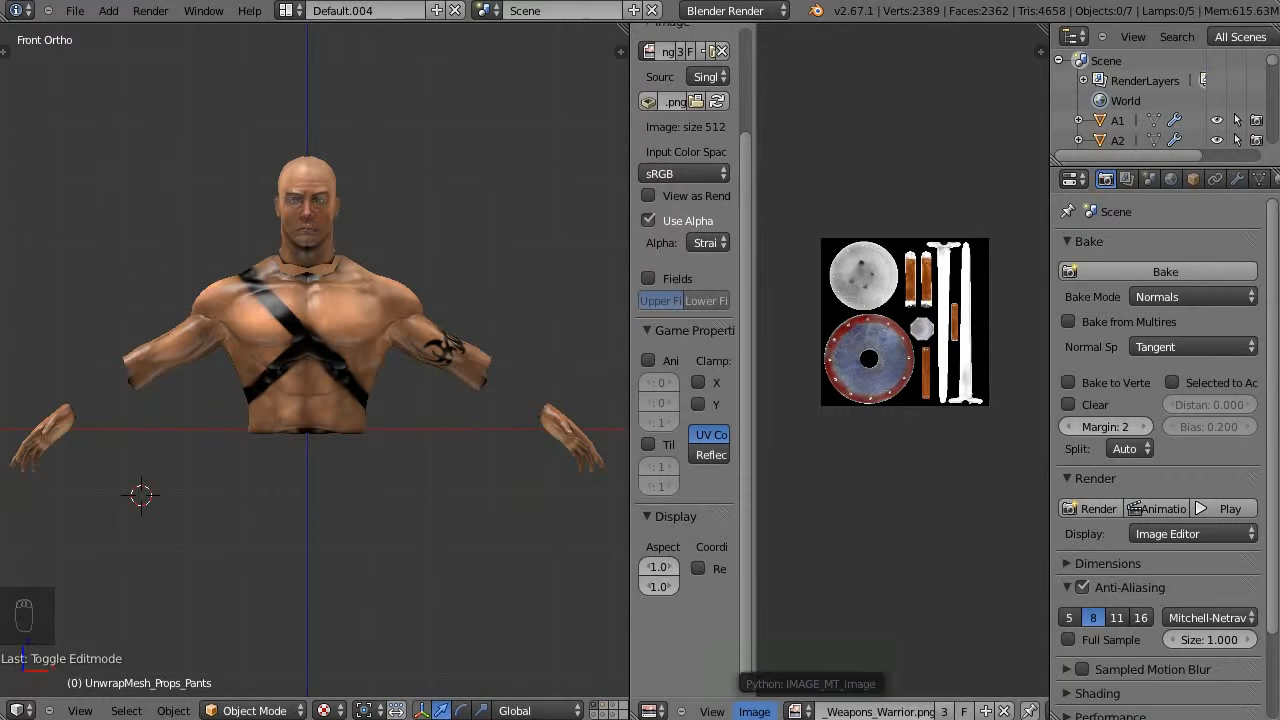 File Add Render Window Help Default.004 Scene Blender Render v2.67.1 | Verts:2389 | Faces:2362 | Tris:4658 | Objects:0/7 | Lamps:0/5 | Mem:615.63M
Front Ortho
ng 3 F
Sourc Singl
.png
Image: size 512
Input Color Spac
sRGB
View as Rend
Use Alpha
Alpha: Strai
Fields
Upper Fi Lower Fi
Game Properti
Ani Clamp:
: 0 X
: 0 Y
: 1
Til UV Co
Reflec
: 1
: 1
Display
Aspect Coordi
1.0 Re
1.0
Python: IMAGE_MT_image
View Search All Scenes
Scene
RenderLayers
World
A1
A2
Scene
Bake
Bake
Bake Mode Normals
Bake from Multires
Normal Sp Tangent
Bake to Verte Selected to Ac
Clear Distan: 0.000
Margin: 2 Bias: 0.200
Split: Auto
Render
Render Animatio Play
Display: Image Editor
Dimensions
Anti-Aliasing
5 8 11 16 Mitchell-Netrav
Full Sample Size: 1.000
Sampled Motion Blur
Shading
Performance
Last: Toggle Editmode
(0) UnwrapMesh_Props_Pants
View Select Object Object Mode Global
View Image _Weapons_Warrior.png 3 F